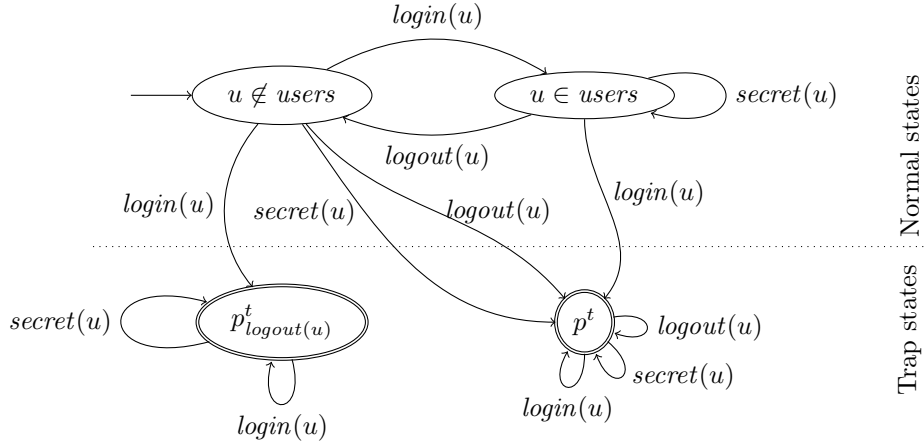 login(u)
u ∉ users
u ∈ users
secret(u)
logout(u)
login(u)
secret(u)
logout(u)
login(u)
Normal states
secret(u)
p^t_{logout(u)}
p^t
logout(u)
secret(u)
login(u)
login(u)
Trap states